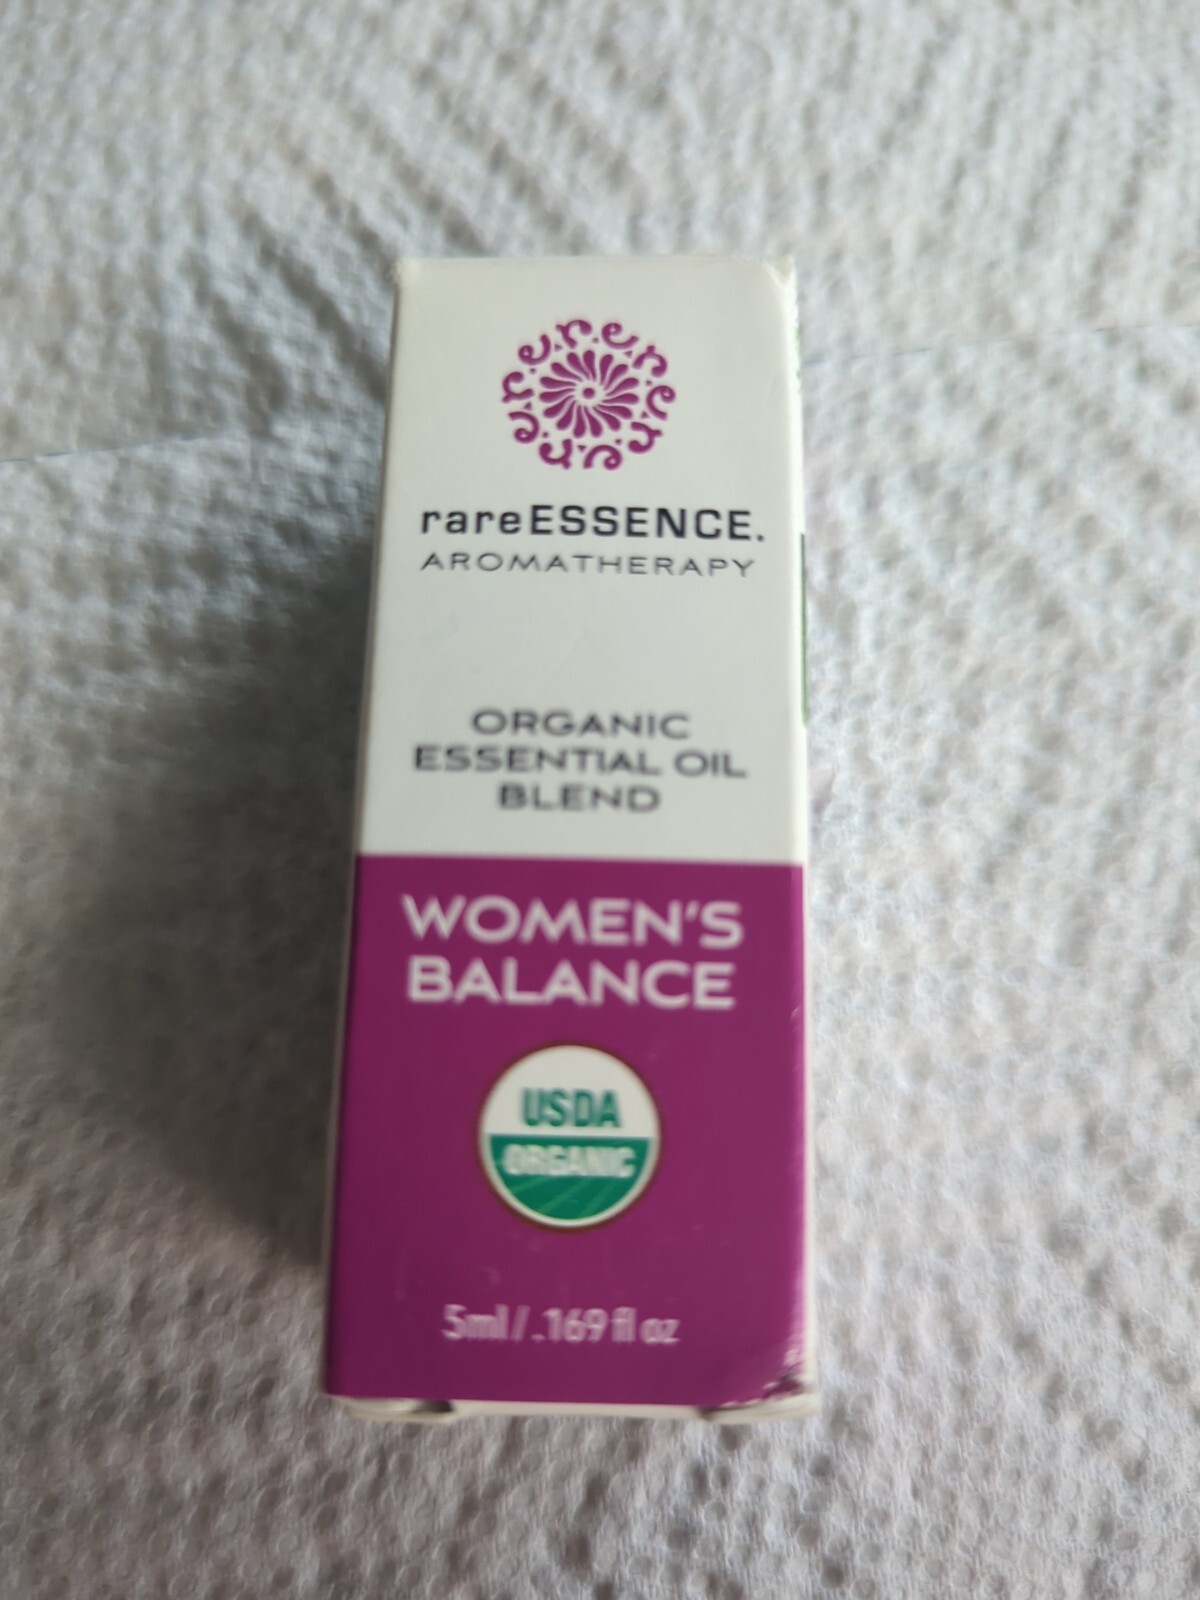 rareESSENCE.
AROMATHERAPY
ORGANIC
ESSENTIAL OIL
BLEND
WOMEN'S
BALANCE
USDA
ORGANIC
5ml/.169 fl oz